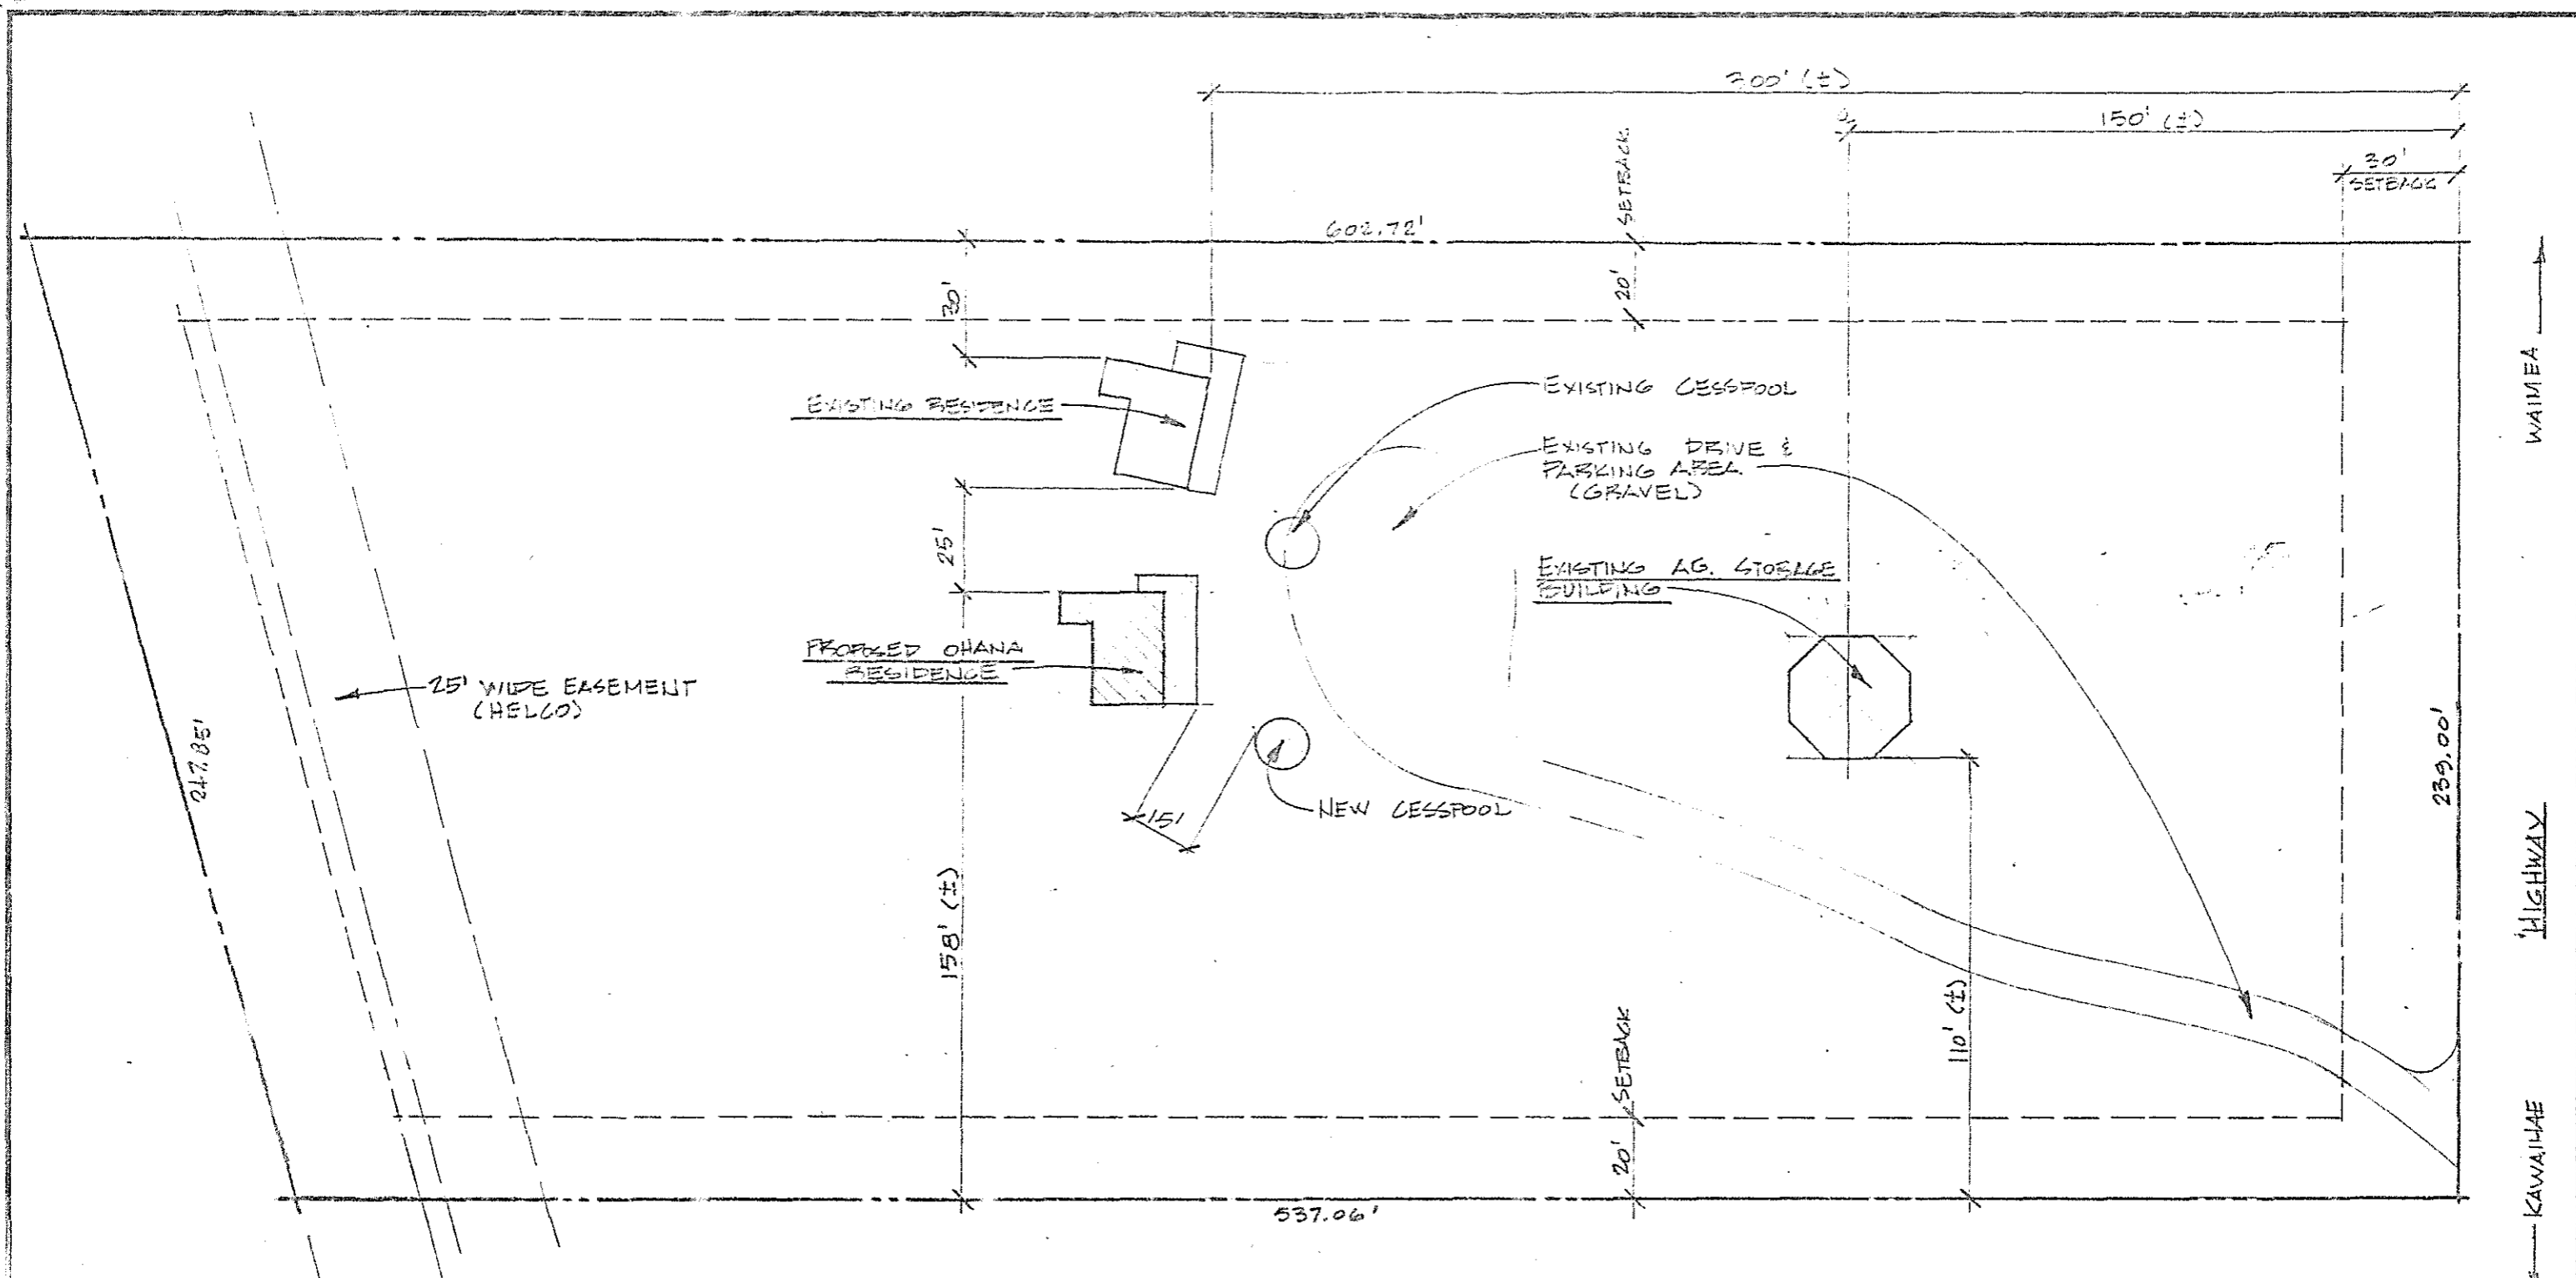 300' (±)
150' (±)
30'
SETBACK
SETBACK
602.72'
20'
30'
WAIMEA
EXISTING RESIDENCE
EXISTING CESSPOOL
EXISTING DRIVE &
PARKING AREA
(GRAVEL)
25'
EXISTING AG. STORAGE
BUILDING
PROPOSED OHANA
RESIDENCE
25' WIDE EASEMENT
(HELCO)
247.85'
239.00'
15'
NEW CESSPOOL
HIGHWAY
158' (±)
110' (±)
SETBACK
20'
KAWAIHAE
537.06'